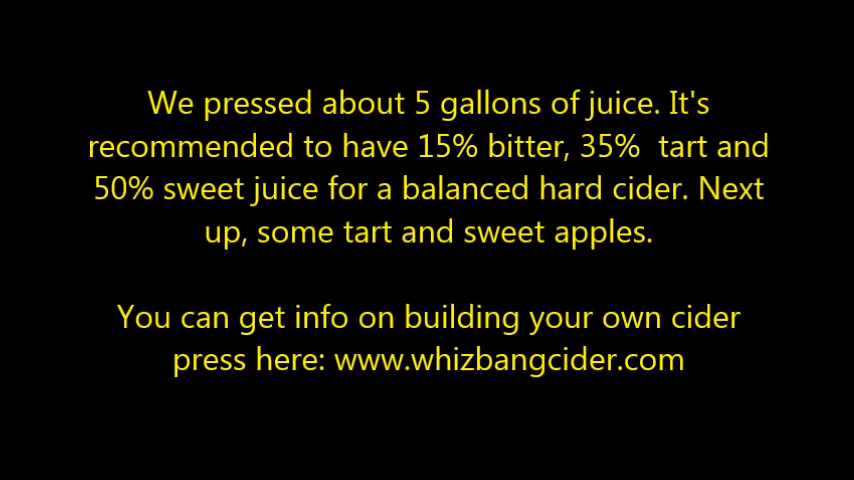 We pressed about 5 gallons of juice. It's
recommended to have 15% bitter, 35%  tart and
50% sweet juice for a balanced hard cider. Next
up, some tart and sweet apples.
You can get info on building your own cider
press here: www.whizbangcider.com